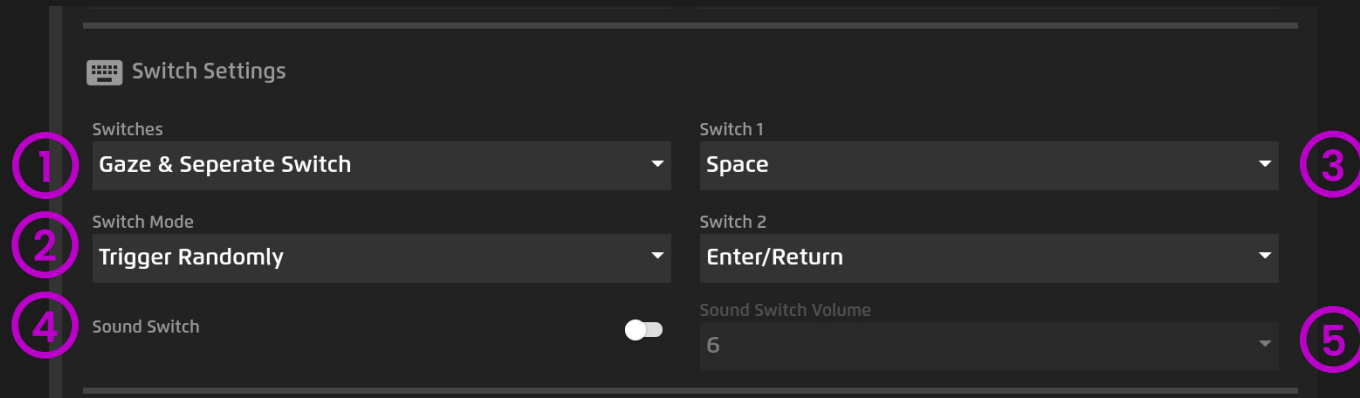 Switch Settings
Switches
Switch 1
1
Gaze & Seperate Switch
Space
3
Switch Mode
Switch 2
2
Trigger Randomly
Enter/Return
4
Sound Switch
Sound Switch Volume
6
5